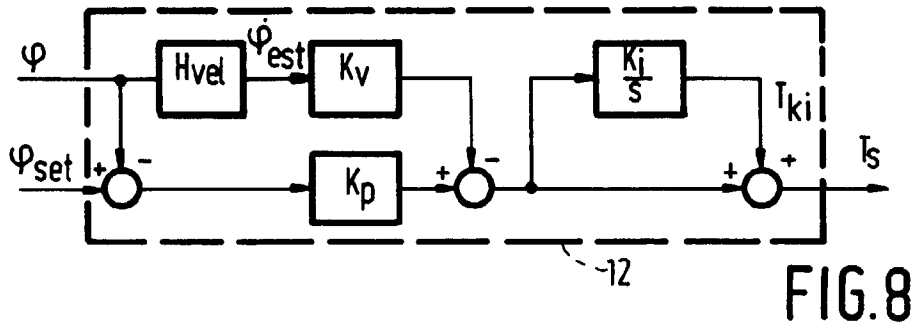 φ
Hvel
φ̇est
Kv
Ki
s
Tki
φset
+
-
Kp
+
-
+
+
Ts
12
FIG.8